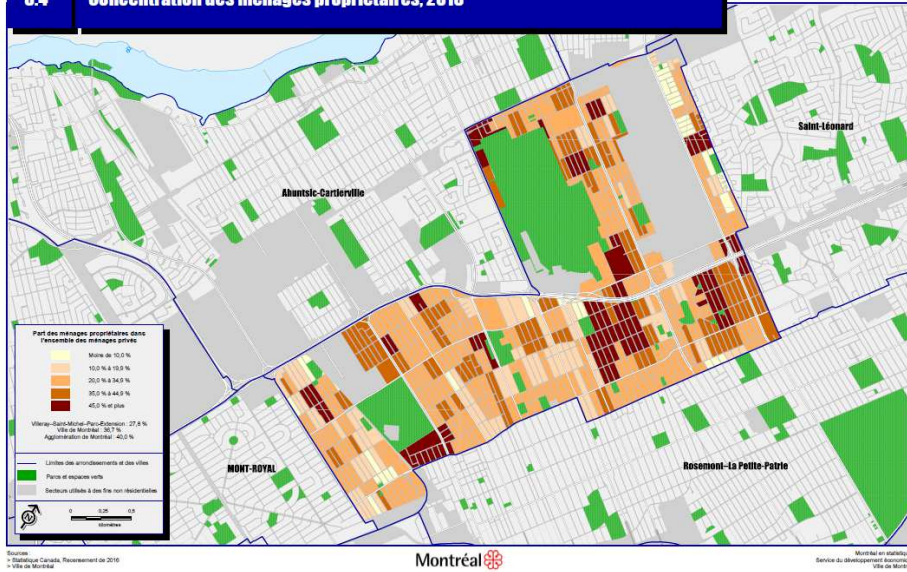 Concentration des ménages propriétaires, 2016
Saint-Léonard
Ahuntsic-Cartierville
Part des ménages propriétaires dans
l'ensemble des ménages privés
Moins de 10,0 %
10,0 % à 19,9 %
20,0 % à 34,9 %
35,0 % à 44,9 %
45,0 % et plus
Villeray–Saint-Michel–Parc-Extension : 27,8 %
Ville de Montréal : 36,7 %
Agglomération de Montréal : 40,0 %
Limites des arrondissements et des villes
Parcs et espaces verts
Secteurs utilisés à des fins non résidentielles
N
0 0,25 0,5
kilomètres
MONT-ROYAL
Rosemont–La Petite-Patrie
Sources:
> Statistique Canada, Recensement de 2016
> Ville de Montréal
Montréal
Montréal en statistiq
Service du développement économiq
Ville de Mont